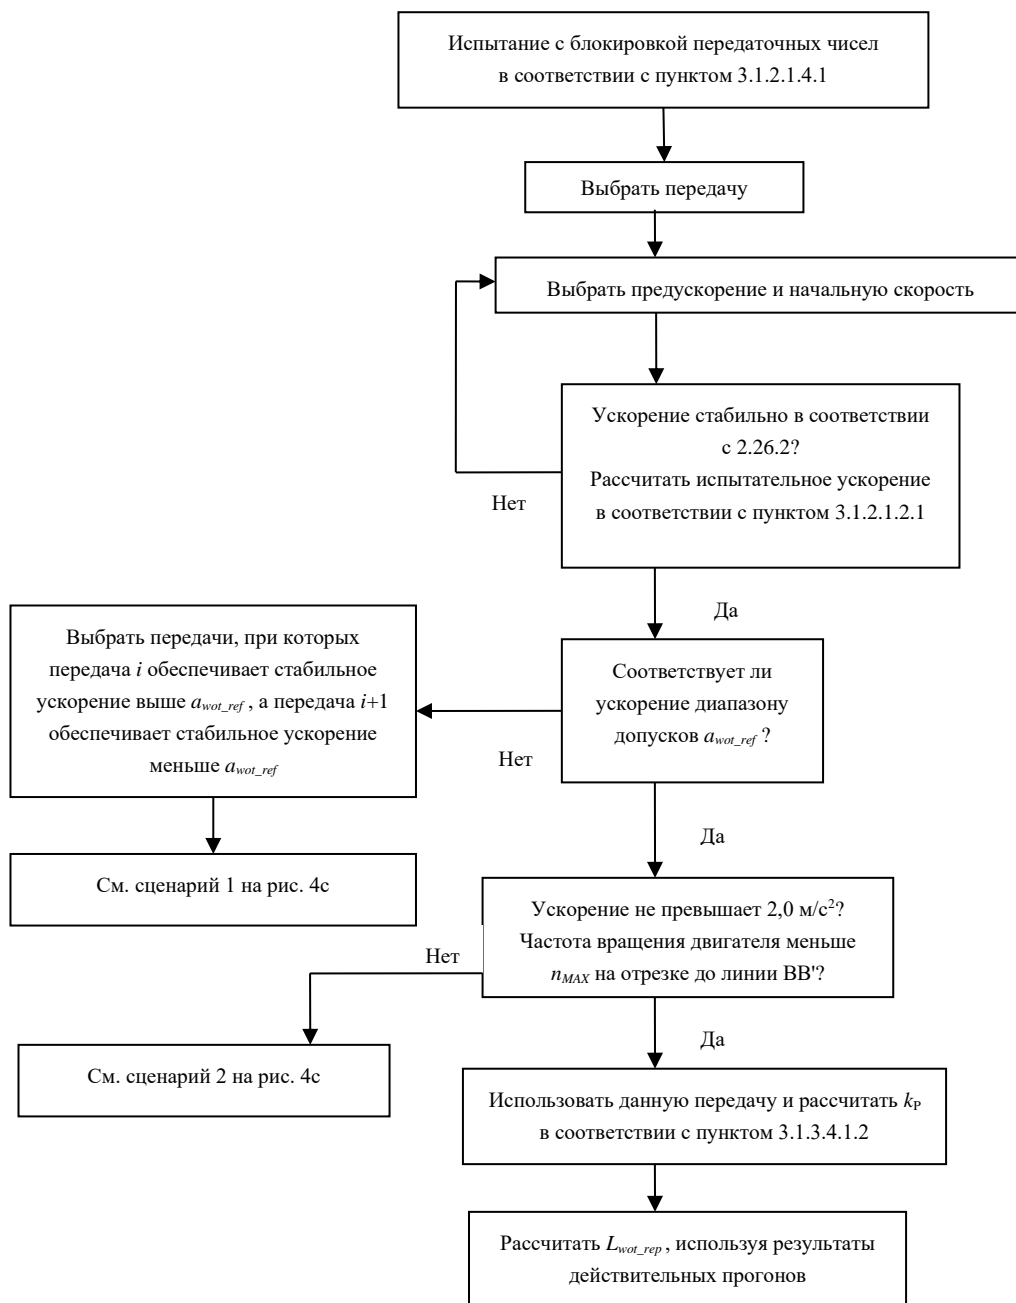 Испытание с блокировкой передаточных чисел
в соответствии с пунктом 3.1.2.1.4.1
Выбрать передачу
Выбрать предускорение и начальную скорость
Ускорение стабильно в соответствии
с 2.26.2?
Рассчитать испытательное ускорение
в соответствии с пунктом 3.1.2.1.2.1
Нет
Да
Выбрать передачи, при которых
передача i обеспечивает стабильное
ускорение выше a_wot_ref , а передача i+1
обеспечивает стабильное ускорение
меньше a_wot_ref
Соответствует ли
ускорение диапазону
допусков a_wot_ref ?
Нет
Да
См. сценарий 1 на рис. 4c
Ускорение не превышает 2,0 м/с²?
Частота вращения двигателя меньше
n_MAX на отрезке до линии BB'?
Нет
Да
См. сценарий 2 на рис. 4c
Использовать данную передачу и рассчитать k_P
в соответствии с пунктом 3.1.3.4.1.2
Рассчитать L_wot_rep , используя результаты
действительных прогонов